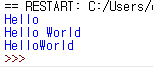 == RESTART: C:/Users/
Hello
Hello World
HelloWorld
>>>